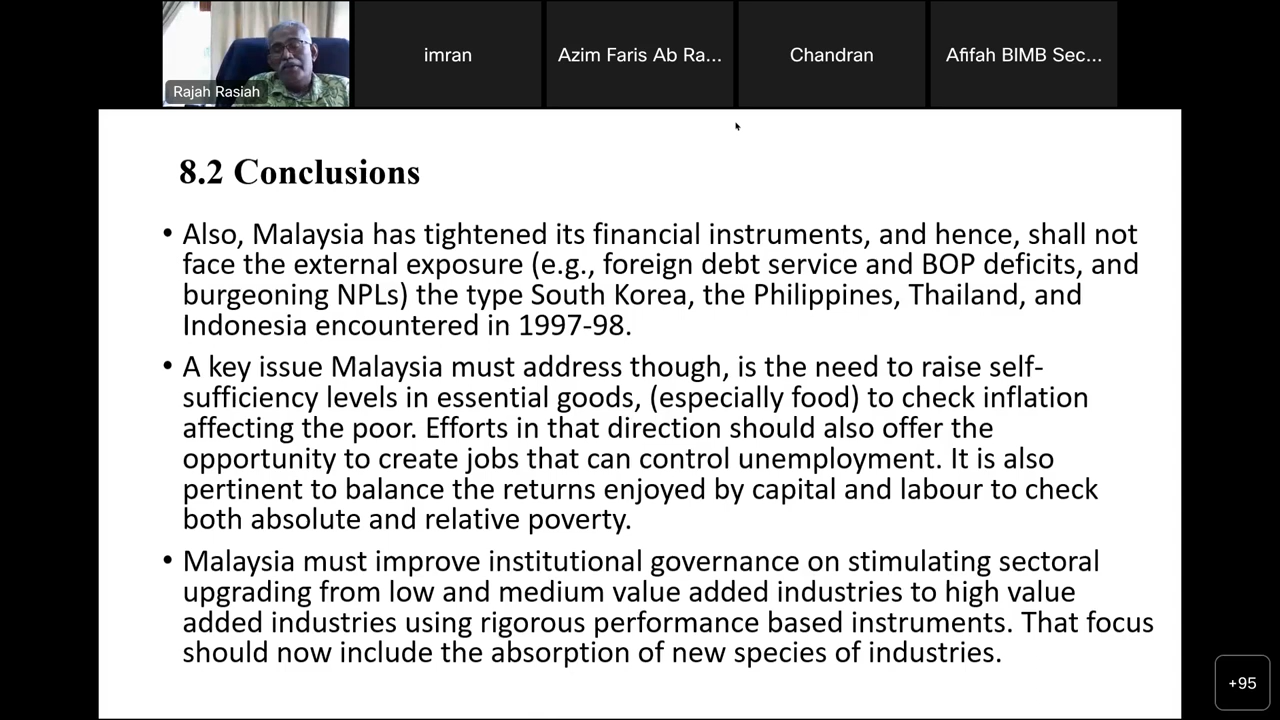 Rajah Rasiah
imran
Azim Faris Ab Ra...
Chandran
Afifah BIMB Sec...
8.2 Conclusions
• Also, Malaysia has tightened its financial instruments, and hence, shall not
face the external exposure (e.g., foreign debt service and BOP deficits, and
burgeoning NPLs) the type South Korea, the Philippines, Thailand, and
Indonesia encountered in 1997-98.
• A key issue Malaysia must address though, is the need to raise self-
sufficiency levels in essential goods, (especially food) to check inflation
affecting the poor. Efforts in that direction should also offer the
opportunity to create jobs that can control unemployment. It is also
pertinent to balance the returns enjoyed by capital and labour to check
both absolute and relative poverty.
• Malaysia must improve institutional governance on stimulating sectoral
upgrading from low and medium value added industries to high value
added industries using rigorous performance based instruments. That focus
should now include the absorption of new species of industries.
+95